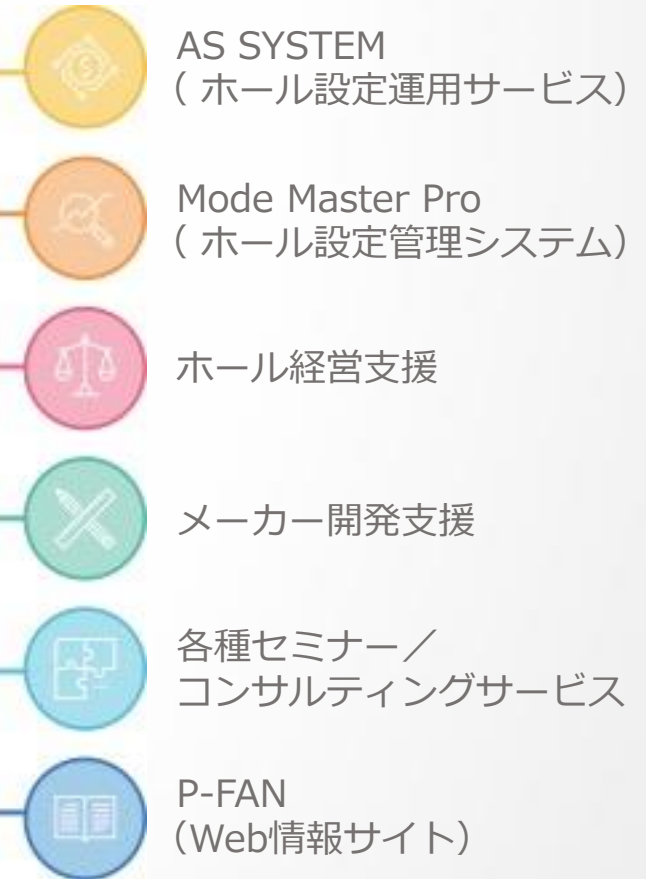 AS SYSTEM
（ ホール設定運用サービス）
Mode Master Pro
（ ホール設定管理システム）
ホール経営支援
メーカー開発支援
各種セミナー／
コンサルティングサービス
P-FAN
（Web情報サイト）